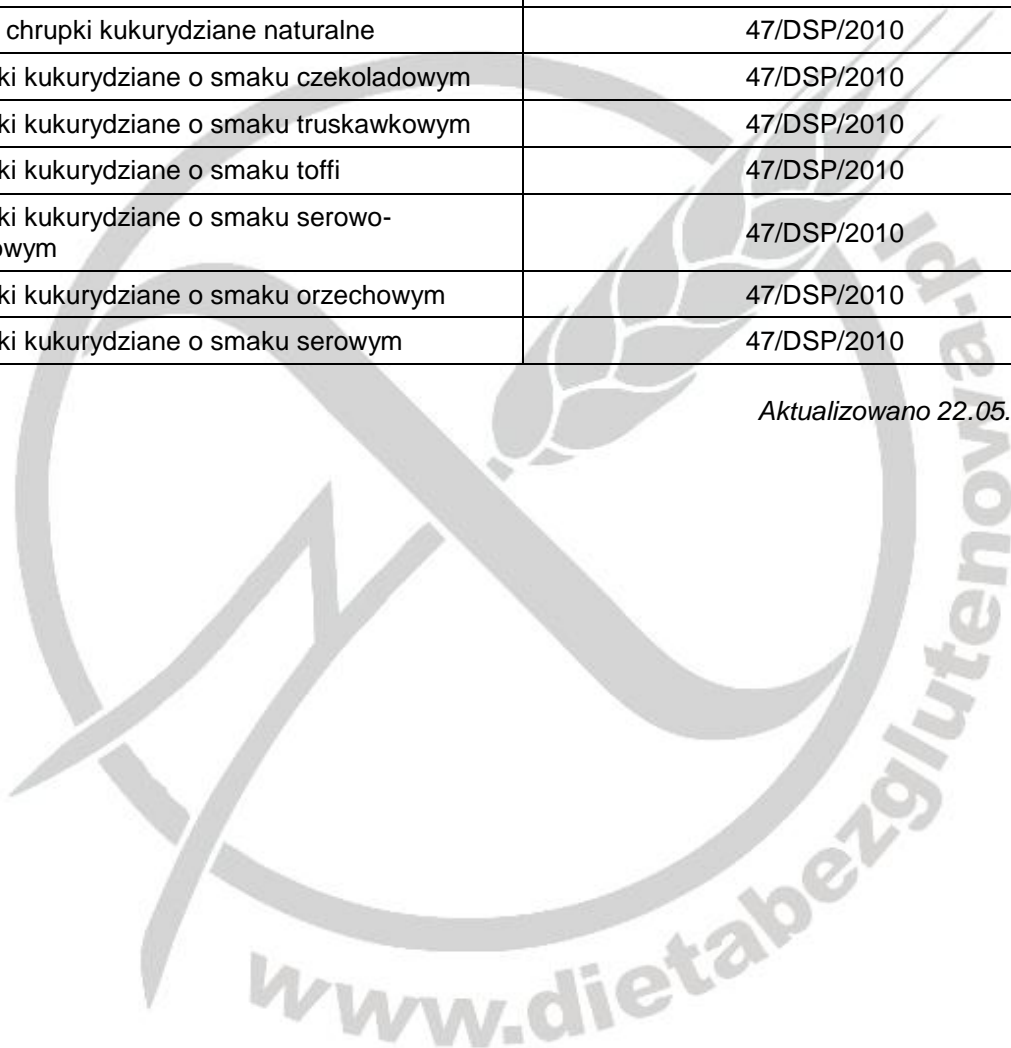 chrupki kukurydziane naturalne 47/DSP/2010
ki kukurydziane o smaku czekoladowym 47/DSP/2010
ki kukurydziane o smaku truskawkowym 47/DSP/2010
ki kukurydziane o smaku toffi 47/DSP/2010
ki kukurydziane o smaku serowo-
owym 47/DSP/2010
ki kukurydziane o smaku orzechowym 47/DSP/2010
ki kukurydziane o smaku serowym 47/DSP/2010
Aktualizowano 22.05.
www.dietabezglutenowa.pl